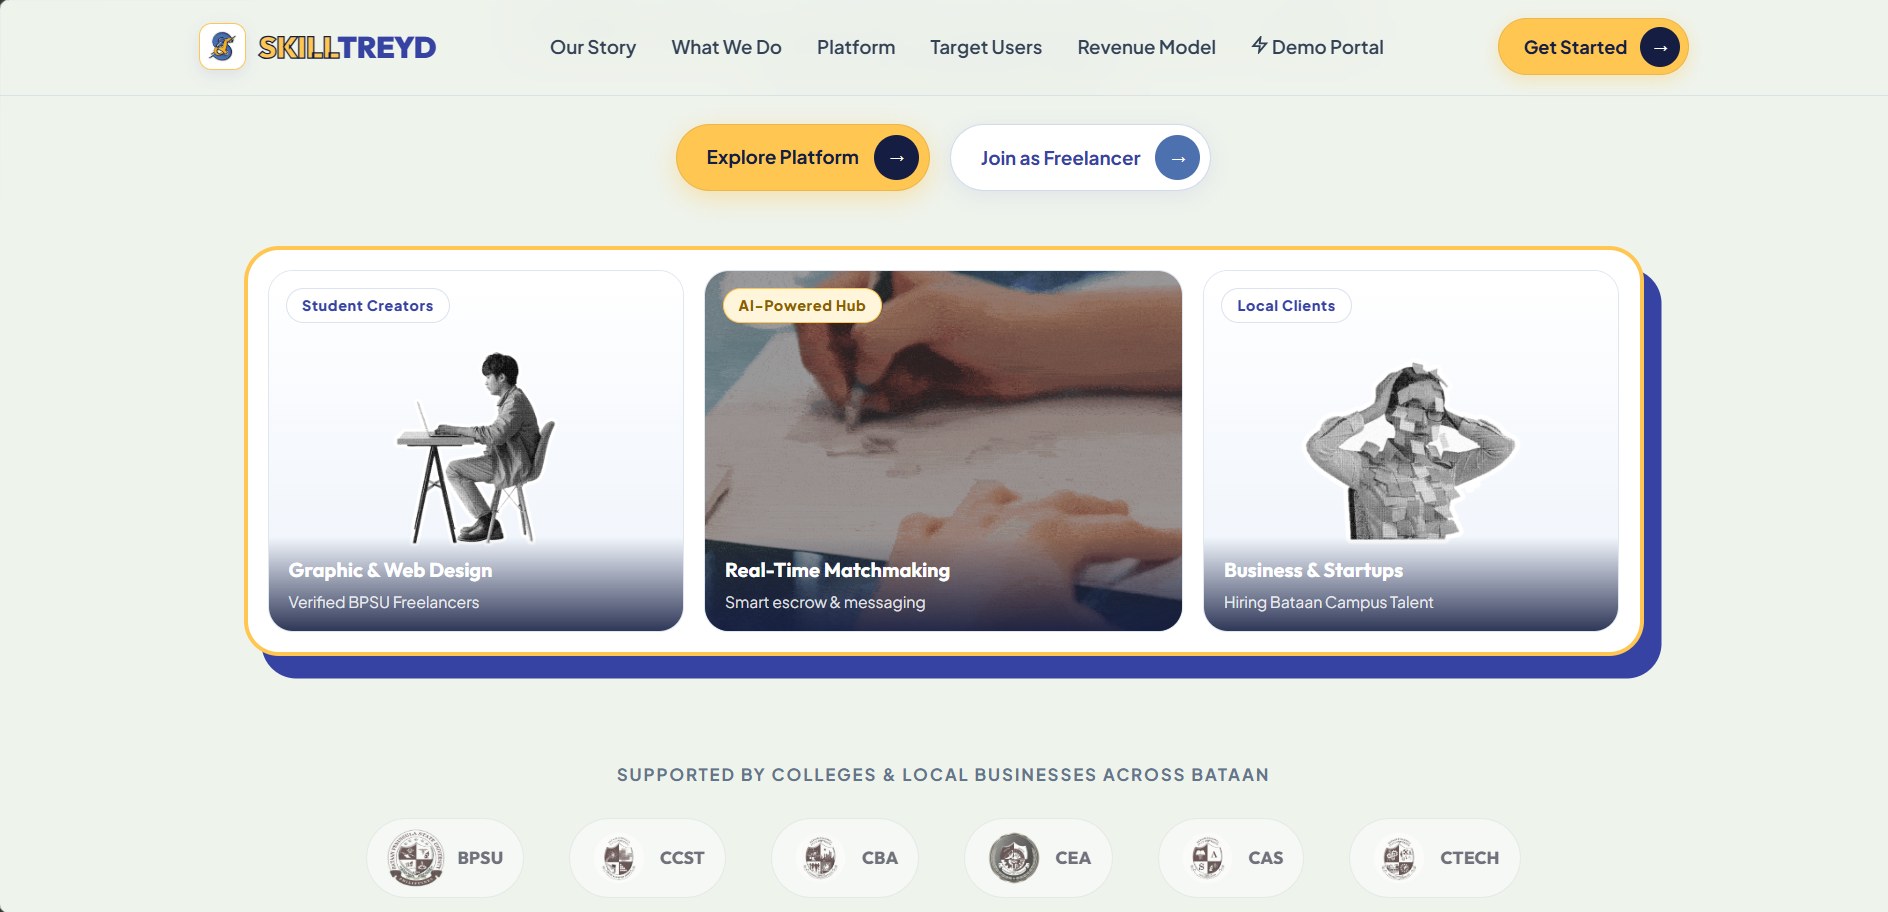 SKILLTREYD
Our Story
What We Do
Platform
Target Users
Revenue Model
Demo Portal
Get Started →
Explore Platform →
Join as Freelancer →
Student Creators
Graphic & Web Design
Verified BPSU Freelancers
AI-Powered Hub
Real-Time Matchmaking
Smart escrow & messaging
Local Clients
Business & Startups
Hiring Bataan Campus Talent
SUPPORTED BY COLLEGES & LOCAL BUSINESSES ACROSS BATAAN
BPSU
CCST
CBA
CEA
CAS
CTECH